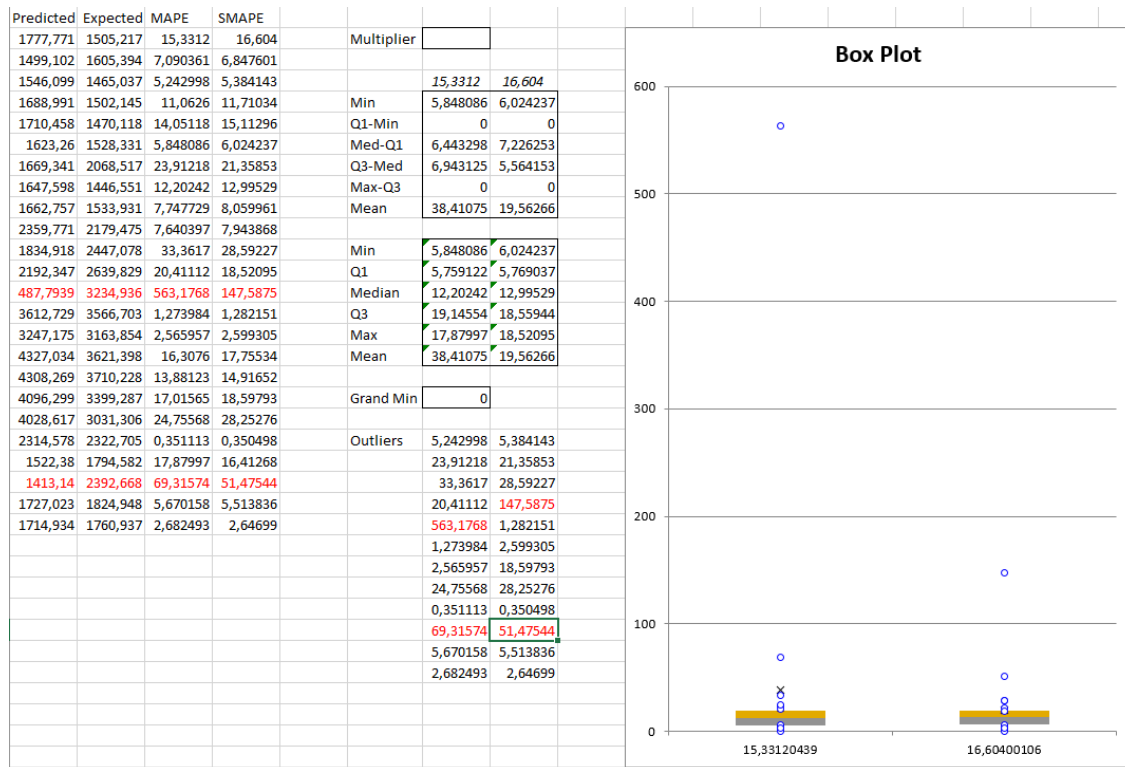 Predicted Expected MAPE SMAPE
1777,771 1505,217 15,3312 16,604 Multiplier
1499,102 1605,394 7,090361 6,847601
1546,099 1465,037 5,242998 5,384143 15,3312 16,604
1688,991 1502,145 11,0626 11,71034 Min 5,848086 6,024237
1710,458 1470,118 14,05118 15,11296 Q1-Min 0 0
1623,26 1528,331 5,848086 6,024237 Med-Q1 6,443298 7,226253
1669,341 2068,517 23,91218 21,35853 Q3-Med 6,943125 5,564153
1647,598 1446,551 12,20242 12,99529 Max-Q3 0 0
1662,757 1533,931 7,747729 8,059961 Mean 38,41075 19,56266
2359,771 2179,475 7,640397 7,943868
1834,918 2447,078 33,3617 28,59227 Min 5,848086 6,024237
2192,347 2639,829 20,41112 18,52095 Q1 5,759122 5,769037
487,7939 3234,936 563,1768 147,5875 Median 12,20242 12,99529
3612,729 3566,703 1,273984 1,282151 Q3 19,14554 18,55944
3247,175 3163,854 2,565957 2,599305 Max 17,87997 18,52095
4327,034 3621,398 16,3076 17,75534 Mean 38,41075 19,56266
4308,269 3710,228 13,88123 14,91652
4096,299 3399,287 17,01565 18,59793 Grand Min 0
4028,617 3031,306 24,75568 28,25276
2314,578 2322,705 0,351113 0,350498 Outliers 5,242998 5,384143
1522,38 1794,582 17,87997 16,41268 23,91218 21,35853
1413,14 2392,668 69,31574 51,47544 33,3617 28,59227
1727,023 1824,948 5,670158 5,513836 20,41112 147,5875
1714,934 1760,937 2,682493 2,64699 563,1768 1,282151
1,273984 2,599305
2,565957 18,59793
24,75568 28,25276
0,351113 0,350498
69,31574 51,47544
5,670158 5,513836
2,682493 2,64699
Box Plot
600
500
400
300
200
100
0
15,33120439 16,60400106